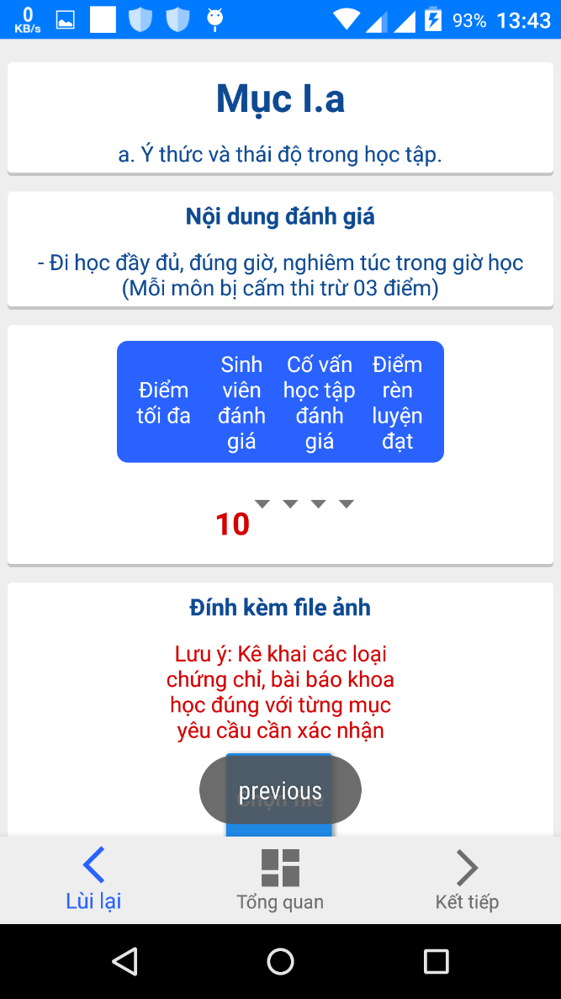 0
KB/s
93%
13:43
Mục I.a
a. Ý thức và thái độ trong học tập.
Nội dung đánh giá
- Đi học đầy đủ, đúng giờ, nghiêm túc trong giờ học
(Mỗi môn bị cấm thi trừ 03 điểm)
Điểm
tối đa
Sinh
viên
đánh
giá
Cố vấn
học tập
đánh
giá
Điểm
rèn
luyện
đạt
10
Đính kèm file ảnh
Lưu ý: Kê khai các loại
chứng chỉ, bài báo khoa
học đúng với từng mục
yêu cầu cần xác nhận
previous
Lùi lại
Tổng quan
Kết tiếp